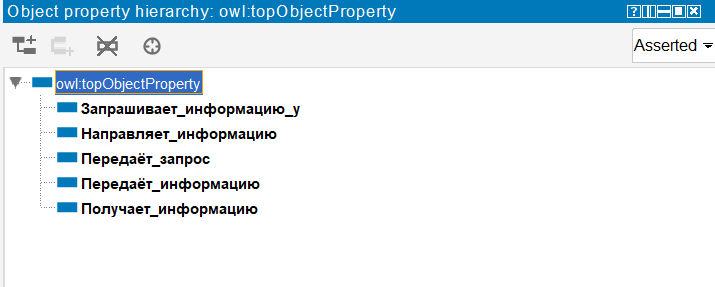 Object property hierarchy: owl:topObjectProperty
Asserted
owl:topObjectProperty
Запрашивает_информацию_у
Направляет_информацию
Передаёт_запрос
Передаёт_информацию
Получает_информацию